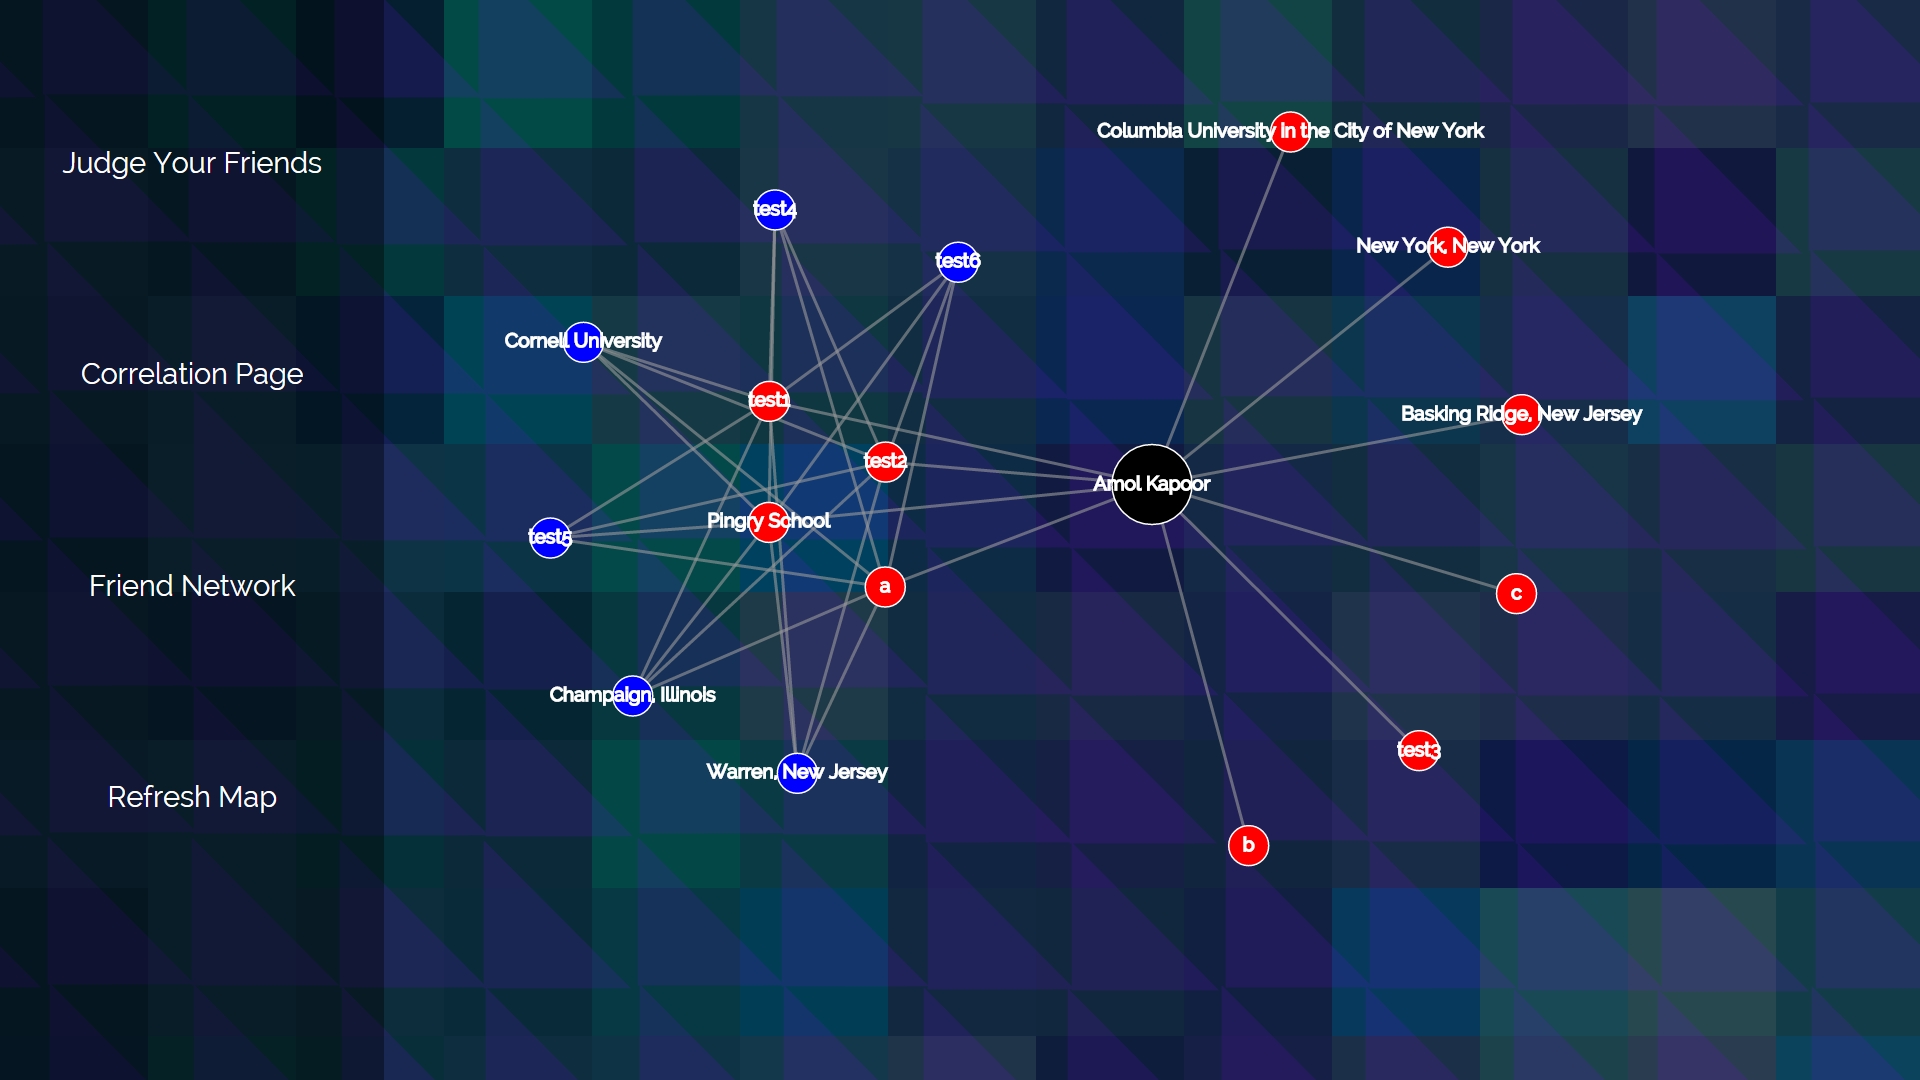 Judge Your Friends
Correlation Page
Friend Network
Refresh Map
Columbia University in the City of New York
test4
New York, New York
test6
Cornell University
test1
Basking Ridge, New Jersey
test2
Amol Kapoor
Pingry School
test5
a
c
Champaign, Illinois
test3
Warren, New Jersey
b